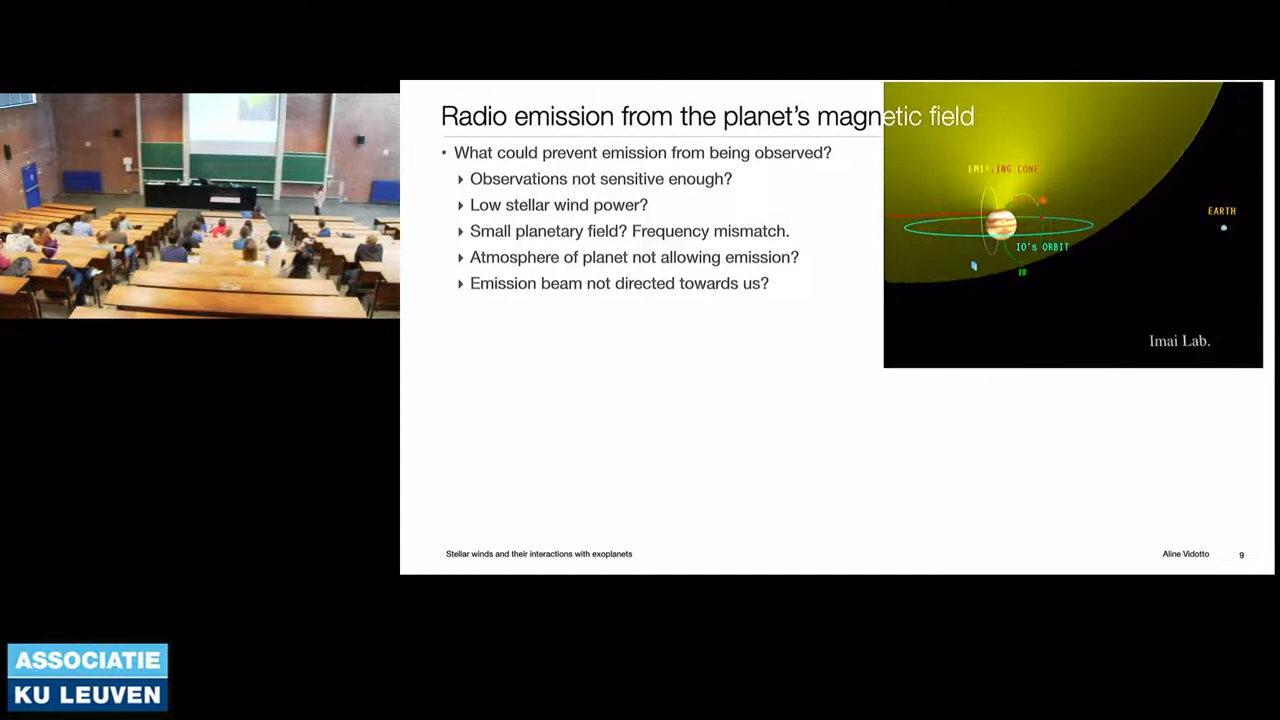 Radio emission from the planet's magnetic field
• What could prevent emission from being observed?
Observations not sensitive enough?
Low stellar wind power?
Small planetary field? Frequency mismatch.
Atmosphere of planet not allowing emission?
Emission beam not directed towards us?
EMITTING CONE
EARTH
IO's ORBIT
Imai Lab.
Stellar winds and their interactions with exoplanets
Aline Vidotto
9
ASSOCIATIE
KU LEUVEN